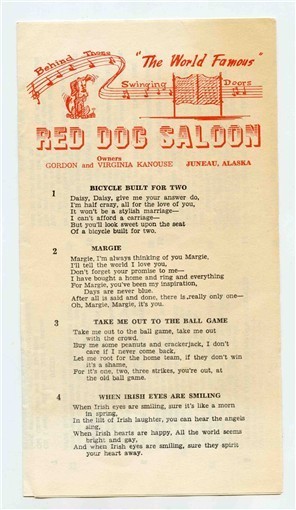 Behind Those "The World Famous"
Swinging Doors
RED DOG SALOON
Owners
GORDON and VIRGINIA KANOUSE JUNEAU, ALASKA
1 BICYCLE BUILT FOR TWO
Daisy, Daisy, give me your answer do,
I'm half crazy, all for the love of you,
It won't be a stylish marriage—
I can't afford a carriage—
But you'll look sweet upon the seat
Of a bicycle built for two.
2 MARGIE
Margie, I'm always thinking of you Margie,
I'll tell the world I love you,
Don't forget your promise to me—
I have bought a home and ring and everything
For Margie, you've been my inspiration,
Days are never blue.
After all is said and done, there is really only one—
Oh, Margie, Margie, it's you.
3 TAKE ME OUT TO THE BALL GAME
Take me out to the ball game, take me out
with the crowd.
Buy me some peanuts and crackerjack, I don't
care if I never come back,
Let me root for the home team, if they don't win
it's a shame,
For it's one, two, three strikes, you're out, at
the old ball game.
4 WHEN IRISH EYES ARE SMILING
When Irish eyes are smiling, sure it's like a morn
in spring,
In the lilt of Irish laughter, you can hear the angels
sing,
When Irish hearts are happy, All the world seems
bright and gay,
And when Irish eyes are smiling, sure they spirit
your heart away.